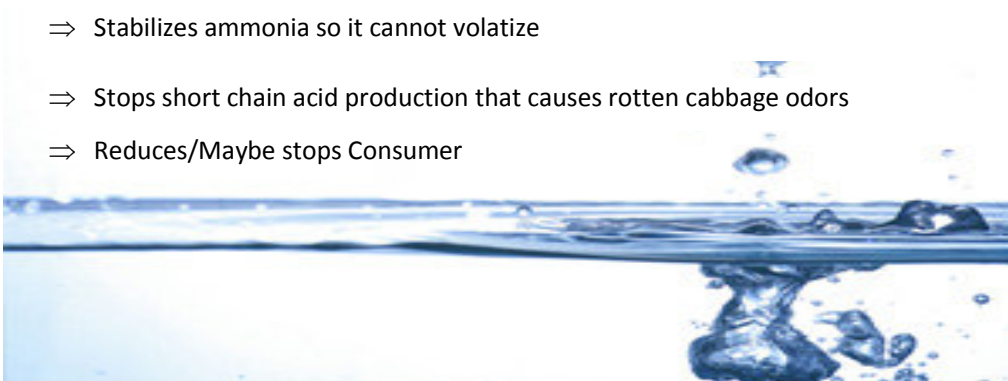 ⇒ Stabilizes ammonia so it cannot volatize
⇒ Stops short chain acid production that causes rotten cabbage odors
⇒ Reduces/Maybe stops Consumer